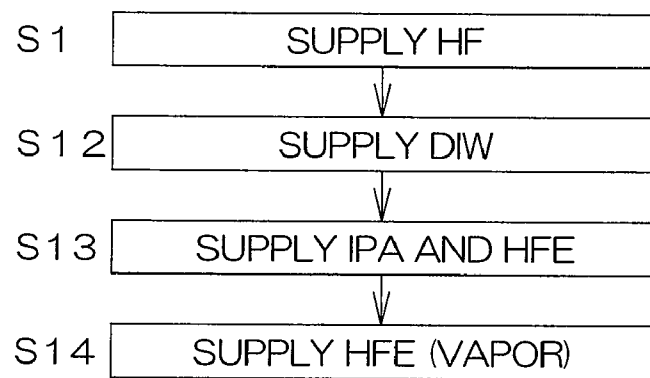 S1 SUPPLY HF
S12 SUPPLY DIW
S13 SUPPLY IPA AND HFE
S14 SUPPLY HFE (VAPOR)